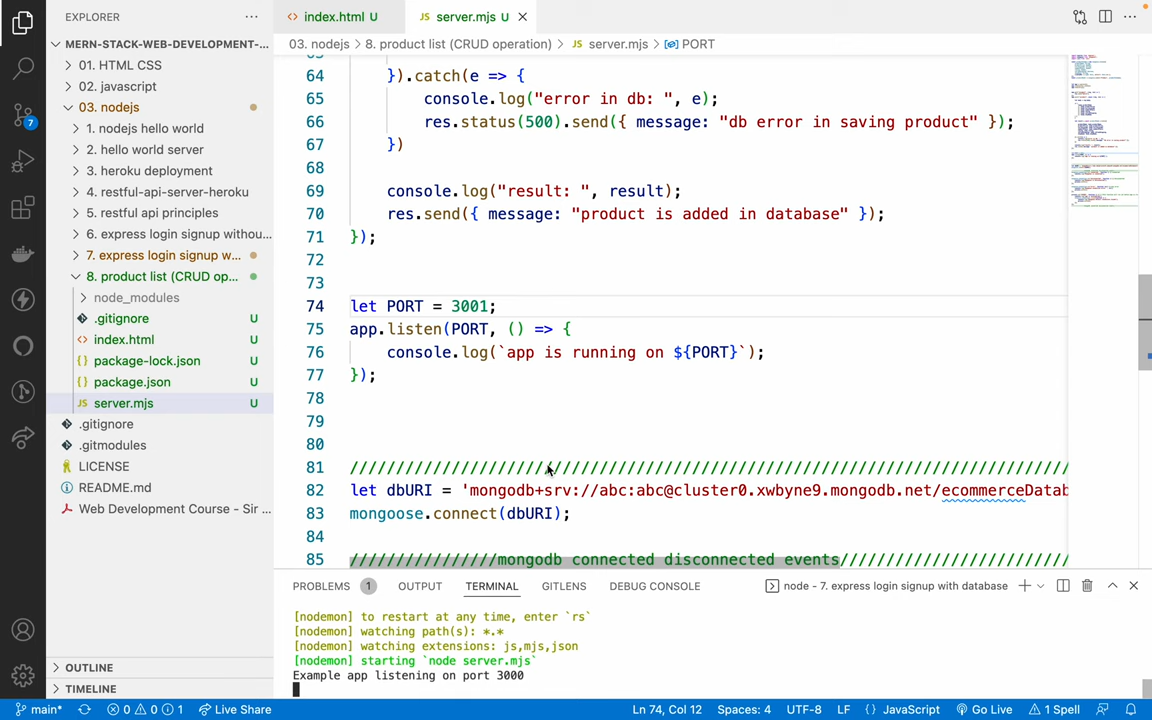 EXPLORER
index.html U
JS server.mjs U
MERN-STACK-WEB-DEVELOPMENT-...
03. nodejs > 8. product list (CRUD operation) > JS server.mjs > PORT
01. HTML CSS
02. javascript
03. nodejs
1. nodejs hello world
2. hello world server
3. heroku deployment
4. restful-api-server-heroku
5. restful api principles
6. express login signup withou...
7. express login signup w...
8. product list (CRUD op...
node_modules
.gitignore U
index.html U
package-lock.json U
package.json U
JS server.mjs U
.gitignore
.gitmodules
LICENSE
README.md
Web Development Course - Sir ...
OUTLINE
TIMELINE
7
64 }).catch(e => {
65 console.log("error in db: ", e);
66 res.status(500).send({ message: "db error in saving product" });
67 })
68
69 console.log("result: ", result);
70 res.send({ message: "product is added in database" });
71 });
72
73
74 let PORT = 3001;
75 app.listen(PORT, () => {
76 console.log(`app is running on ${PORT}`);
77 });
78
79
80
81 //////////////////////////////////////////////////////////////////////////////
82 let dbURI = 'mongodb+srv://abc:abc@cluster0.xwbyne9.mongodb.net/ecommerceDatab
83 mongoose.connect(dbURI);
84
85 ////////////////mongodb connected disconnected events/////////////////////////
PROBLEMS 1 OUTPUT TERMINAL GITLENS DEBUG CONSOLE node - 7. express login signup with database
[nodemon] to restart at any time, enter `rs`
[nodemon] watching path(s): *.*
[nodemon] watching extensions: js,mjs,json
[nodemon] starting `node server.mjs`
Example app listening on port 3000
main* 0 0 1 Live Share Ln 74, Col 12 Spaces: 4 UTF-8 LF {} JavaScript Go Live 1 Spell